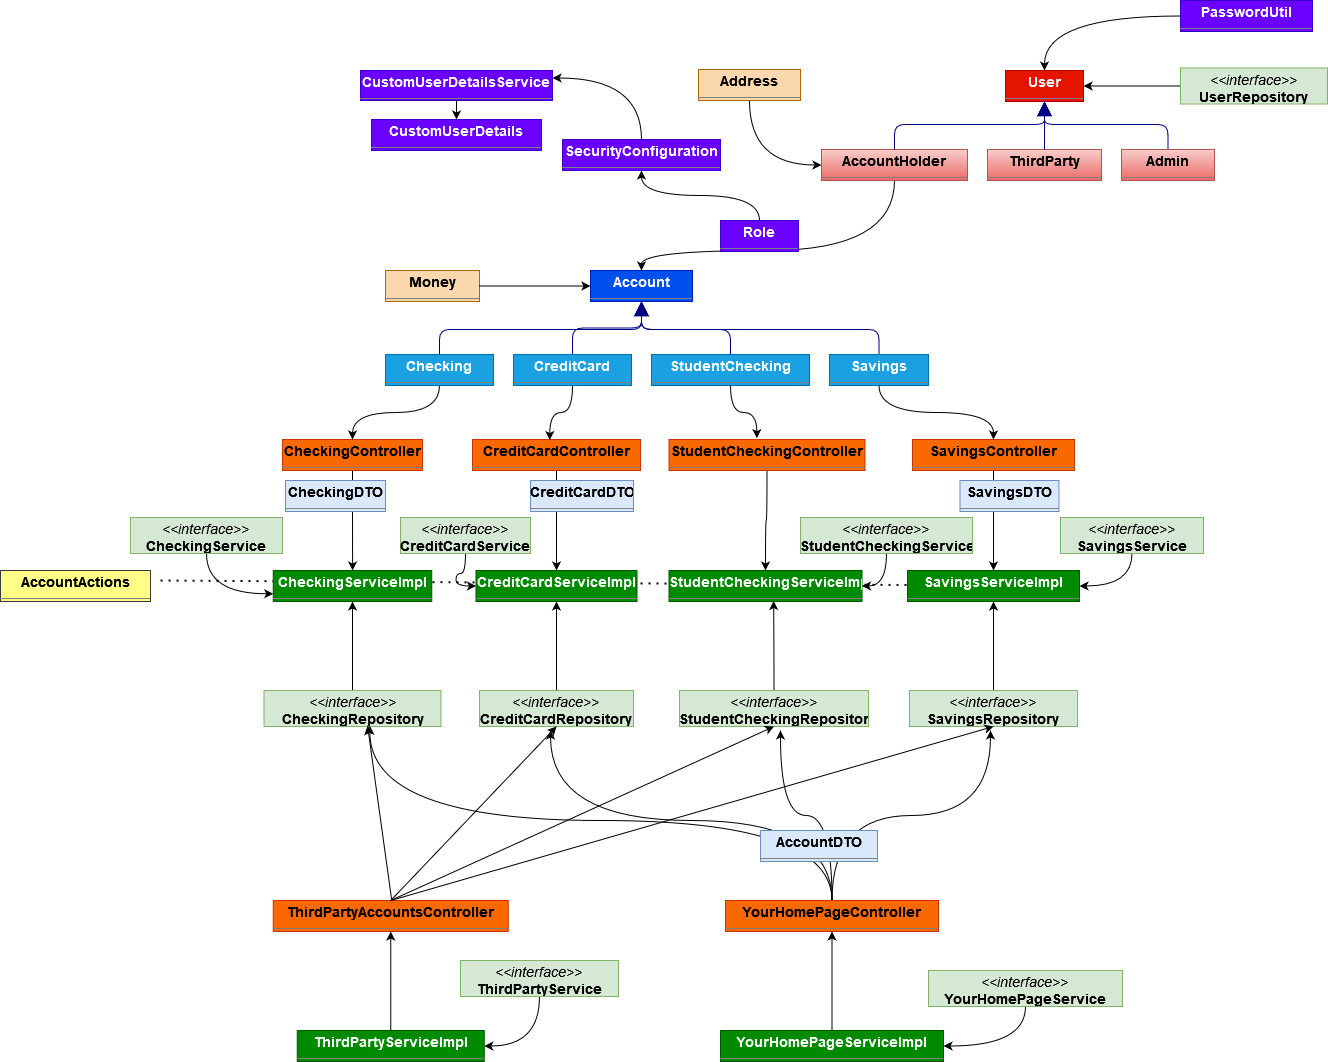 PasswordUtil
CustomUserDetailsService
Address
User
<<interface>>
UserRepository
CustomUserDetails
SecurityConfiguration
AccountHolder
ThirdParty
Admin
Role
Money
Account
Checking
CreditCard
StudentChecking
Savings
CheckingController
CreditCardController
StudentCheckingController
SavingsController
CheckingDTO
CreditCardDTO
SavingsDTO
<<interface>>
CheckingService
<<interface>>
CreditCardService
<<interface>>
StudentCheckingService
<<interface>>
SavingsService
AccountActions
CheckingServiceImpl
CreditCardServiceImpl
StudentCheckingServiceIm
SavingsServiceImpl
<<interface>>
CheckingRepository
<<interface>>
CreditCardRepository
<<interface>>
StudentCheckingRepositor
<<interface>>
SavingsRepository
AccountDTO
ThirdPartyAccountsController
YourHomePageController
<<interface>>
ThirdPartyService
<<interface>>
YourHomePageService
ThirdPartyServiceImpl
YourHomePageServiceImpl